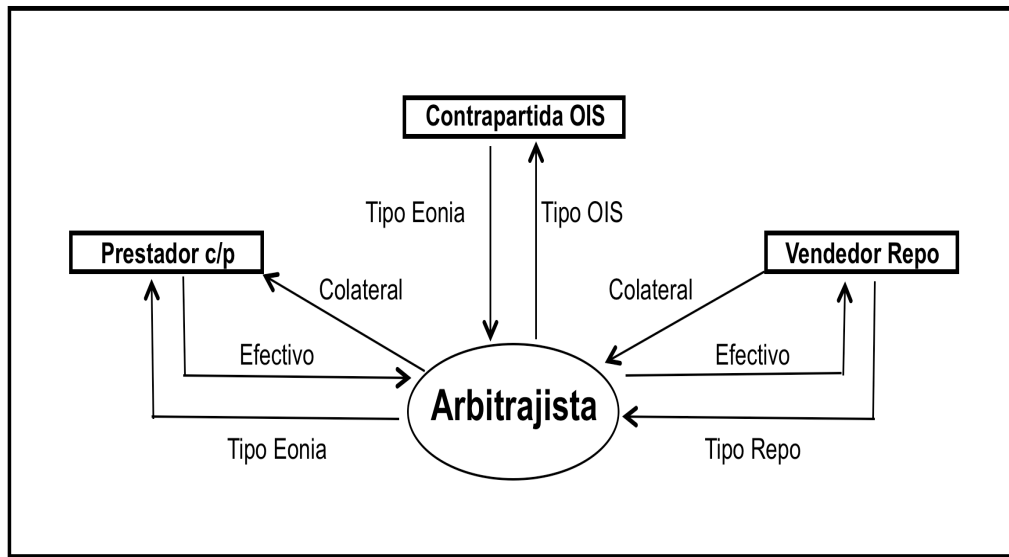 Contrapartida OIS
Tipo Eonia
Tipo OIS
Prestador c/p
Vendedor Repo
Colateral
Colateral
Efectivo
Efectivo
Arbitrajista
Tipo Eonia
Tipo Repo